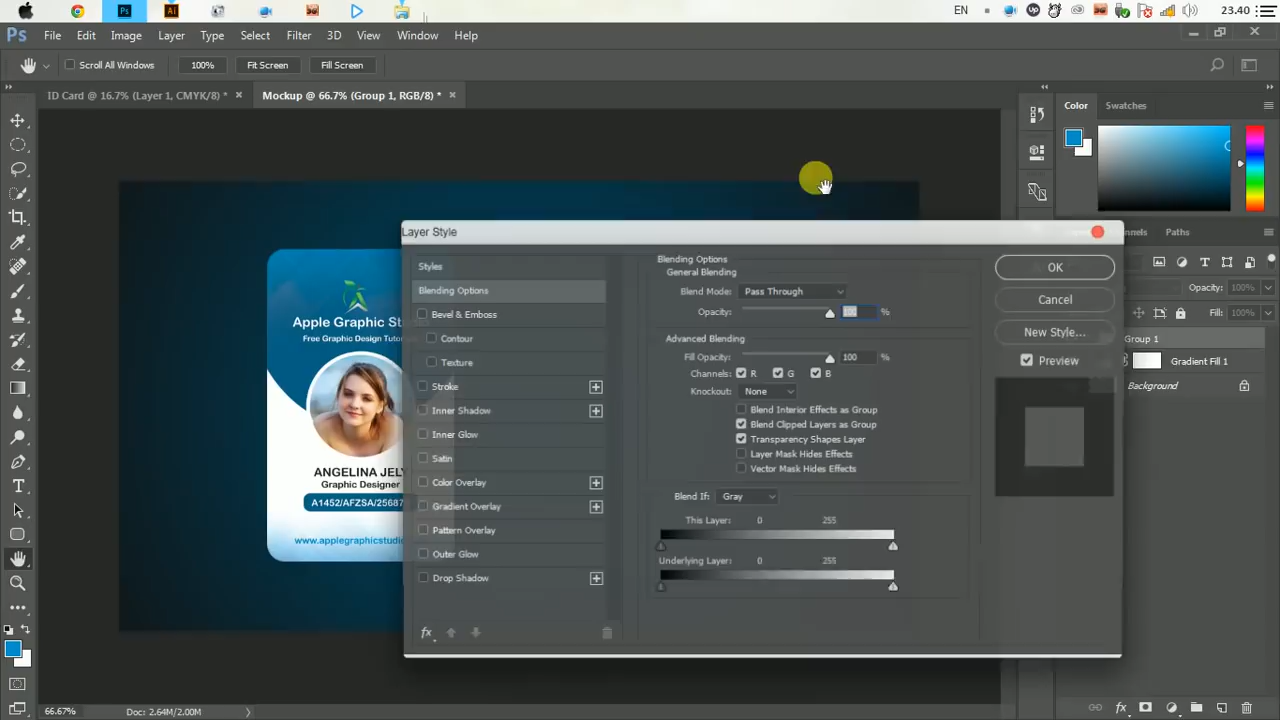 EN
Up
23.40
Ps
File Edit Image Layer Type Select Filter 3D View Window Help
Scroll All Windows 100% Fit Screen Fill Screen
ID Card @ 16.7% (Layer 1, CMYK/8) * Mockup @ 66.7% (Group 1, RGB/8) *
Color Swatches
Paths
Layer Style
Styles
Blending Options
Bevel & Emboss
Contour
Texture
Stroke
Inner Shadow
Inner Glow
Satin
Color Overlay
Gradient Overlay
Pattern Overlay
Outer Glow
Drop Shadow
fx
Blending Options
General Blending
Blend Mode: Pass Through
Opacity: 100 %
Advanced Blending
Fill Opacity: 100 %
Channels: R G B
Knockout: None
Blend Interior Effects as Group
Blend Clipped Layers as Group
Transparency Shapes Layer
Layer Mask Hides Effects
Vector Mask Hides Effects
Blend If: Gray
This Layer: 0 255
Underlying Layer: 0 255
OK
Cancel
New Style...
Preview
Opacity: 100%
Fill: 100%
Group 1
Gradient Fill 1
Background
Apple Graphic
Free Graphic Design
ANGELINA JELY
Graphic Designer
A1452/AFZSA/25687
www.applegraphicstudi
66.67% Doc: 2.64M/2.00M
fx